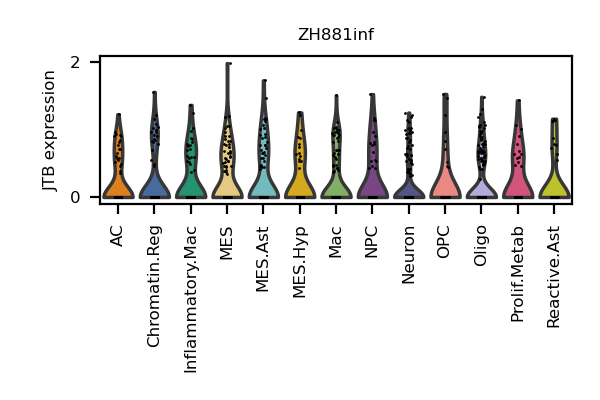 ZH881inf
JTB expression
2
0
AC
Chromatin.Reg
Inflammatory.Mac
MES
MES.Ast
MES.Hyp
Mac
NPC
Neuron
OPC
Oligo
Prolif.Metab
Reactive.Ast